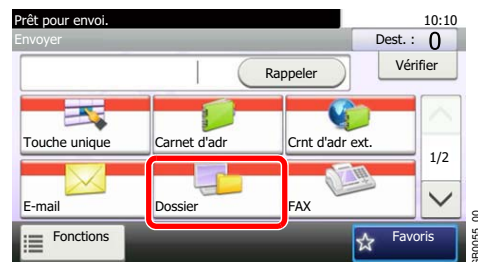 Prêt pour envoi. 10:10
Envoyer Dest. : 0
Rappeler Vérifier
Touche unique Carnet d'adr Crnt d'adr ext.
1/2
E-mail Dossier FAX
Fonctions Favoris
GB0055_00